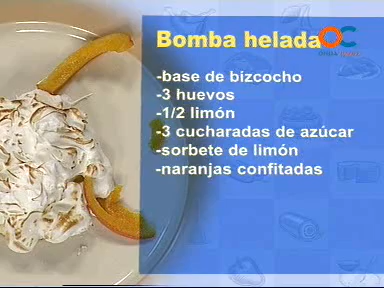 Bomba helada
-base de bizcocho
-3 huevos
-1/2 limón
-3 cucharadas de azúcar
-sorbete de limón
-naranjas confitadas